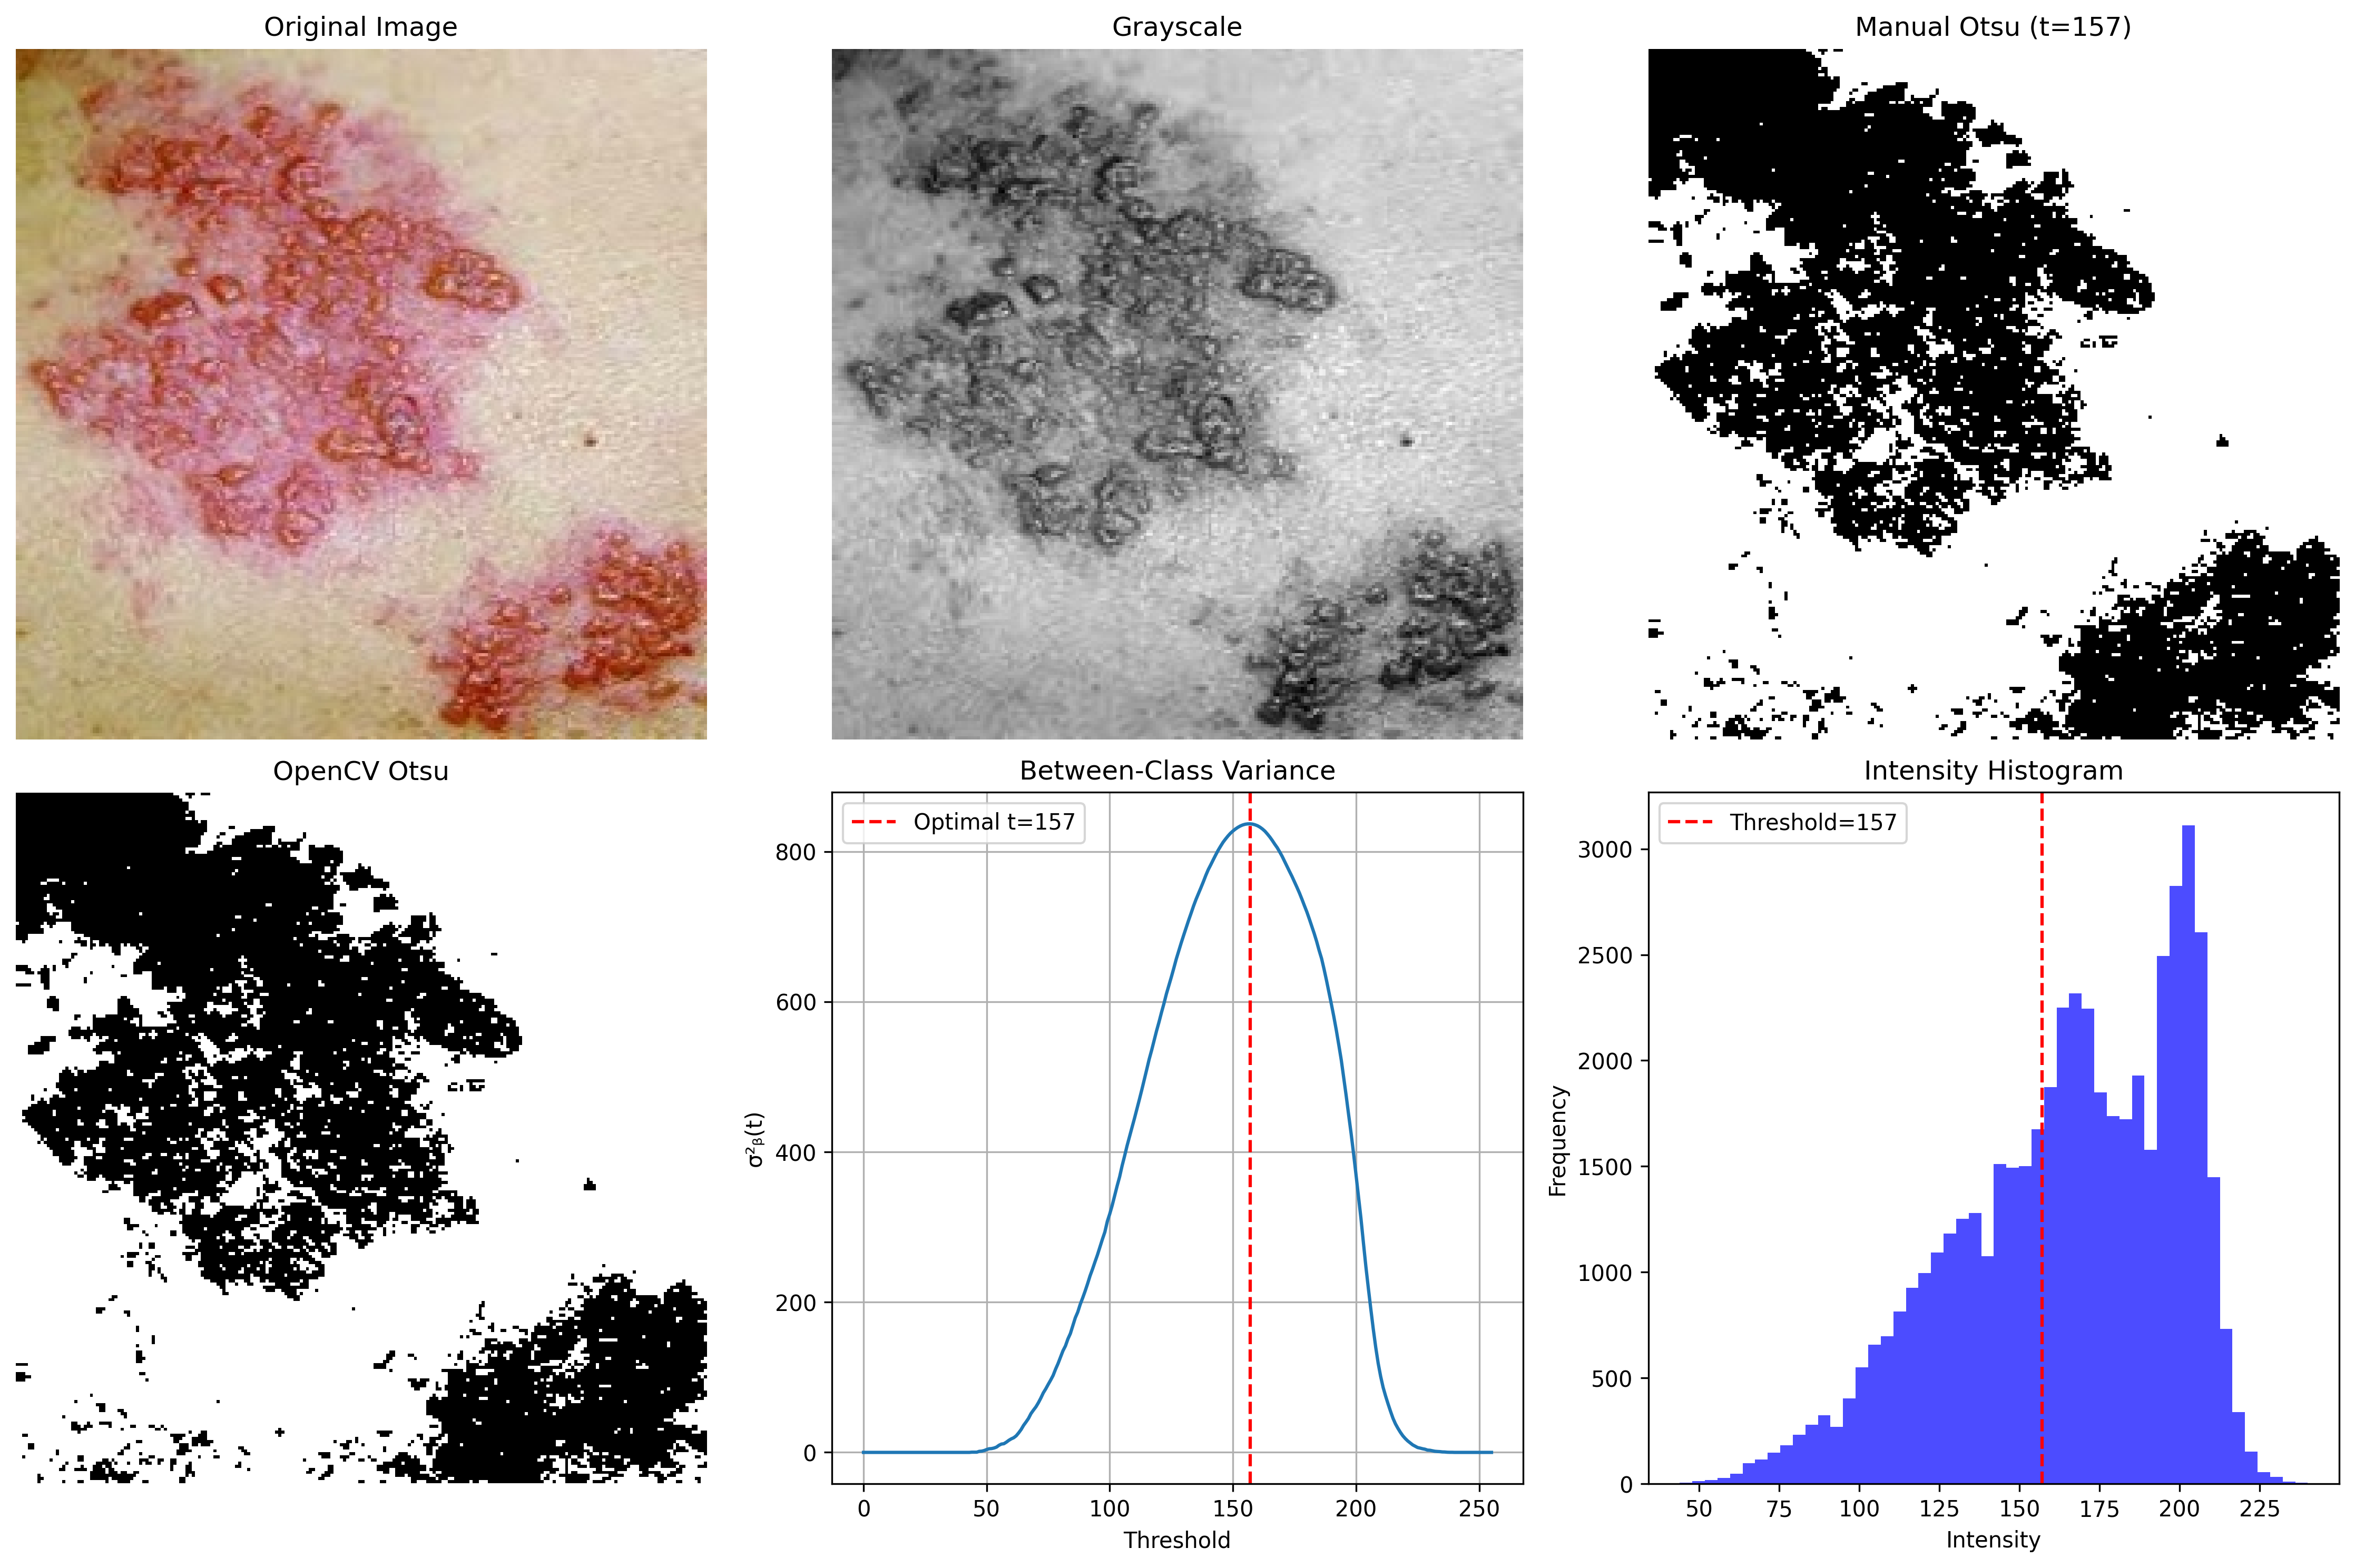 Original Image
Grayscale
Manual Otsu (t=157)
OpenCV Otsu
Between-Class Variance
Optimal t=157
800
600
400
200
0
σ²ᵦ(t)
0 50 100 150 200 250
Threshold
Intensity Histogram
Threshold=157
3000
2500
2000
1500
1000
500
0
Frequency
50 75 100 125 150 175 200 225
Intensity